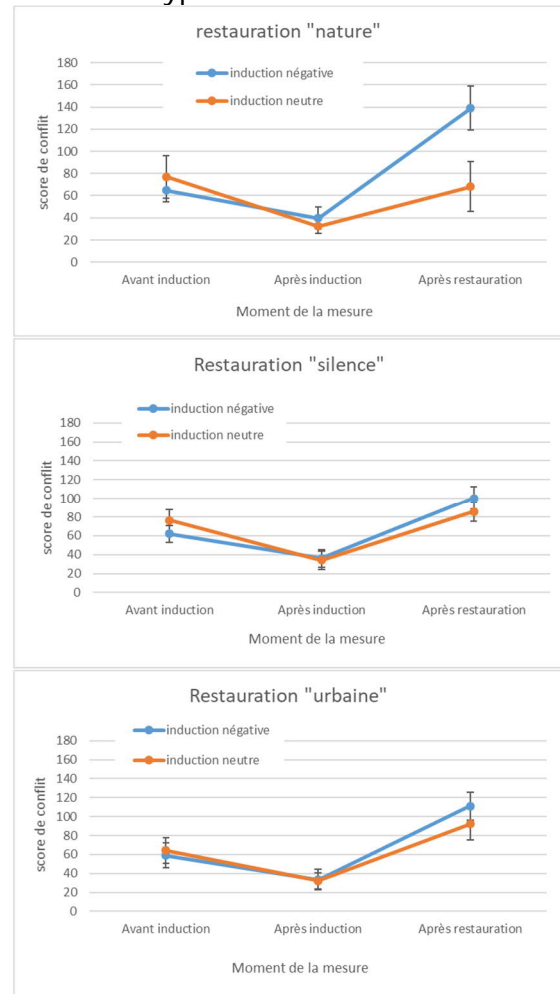 restauration "nature"
induction négative
induction neutre
180
160
140
120
100
80
60
40
20
0
score de conflit
Avant induction Après induction Après restauration
Moment de la mesure
Restauration "silence"
induction négative
induction neutre
180
160
140
120
100
80
60
40
20
0
score de conflit
Avant induction Après induction Après restauration
Moment de la mesure
Restauration "urbaine"
induction négative
induction neutre
180
160
140
120
100
80
60
40
20
0
score de conflit
Avant induction Après induction Après restauration
Moment de la mesure